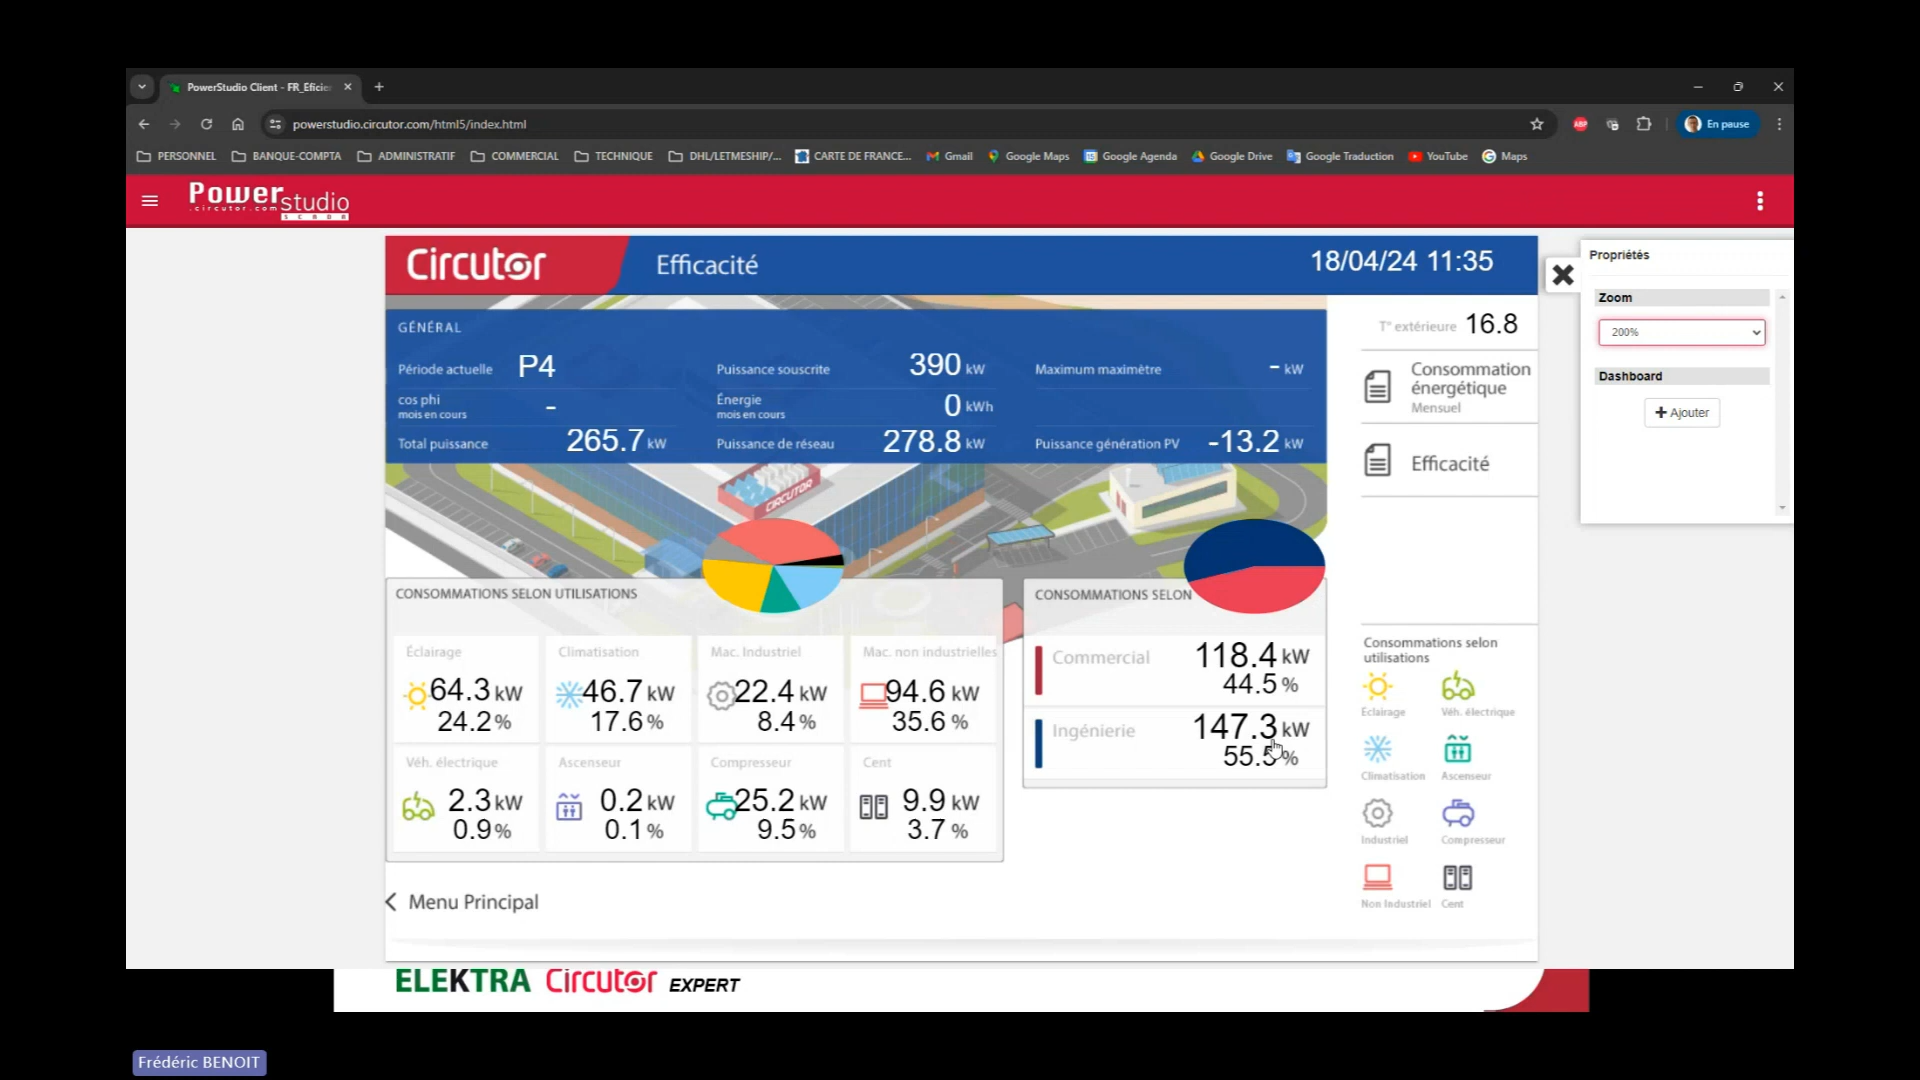 PowerStudio Client - FR_Eficie
powerstudio.circutor.com/html5/index.html
ABP
En pause
PERSONNEL
BANQUE-COMPTA
ADMINISTRATIF
COMMERCIAL
TECHNIQUE
DHL/LETMESHIP/...
CARTE DE FRANCE...
Gmail
Google Maps
Google Agenda
Google Drive
Google Traduction
YouTube
Maps
Power studio
.circutor.com SCADA
Circutor
Efficacité
18/04/24 11:35
GÉNÉRAL
Période actuelle P4
Puissance souscrite 390 kW
Maximum maximètre - kW
cos phi
mois en cours
-
Énergie
mois en cours
0 kWh
Total puissance 265.7 kW
Puissance de réseau 278.8 kW
Puissance génération PV -13.2 kW
CIRCUTOR
CONSOMMATIONS SELON UTILISATIONS
Éclairage
64.3 kW
24.2 %
Climatisation
46.7 kW
17.6 %
Mac. Industriel
22.4 kW
8.4 %
Mac. non industrielles
94.6 kW
35.6 %
Véh. électrique
2.3 kW
0.9 %
Ascenseur
0.2 kW
0.1 %
Compresseur
25.2 kW
9.5 %
Cent
9.9 kW
3.7 %
CONSOMMATIONS SELON
Commercial
118.4 kW
44.5 %
Ingénierie
147.3 kW
55.5 %
Menu Principal
T° extérieure 16.8
Consommation
énergétique
Mensuel
Efficacité
Consommations selon
utilisations
Éclairage
Véh. électrique
Climatisation
Ascenseur
Industriel
Compresseur
Non Industriel
Cent
Propriétés
Zoom
200%
Dashboard
Ajouter
ELEKTRA Circutor EXPERT
Frédéric BENOIT